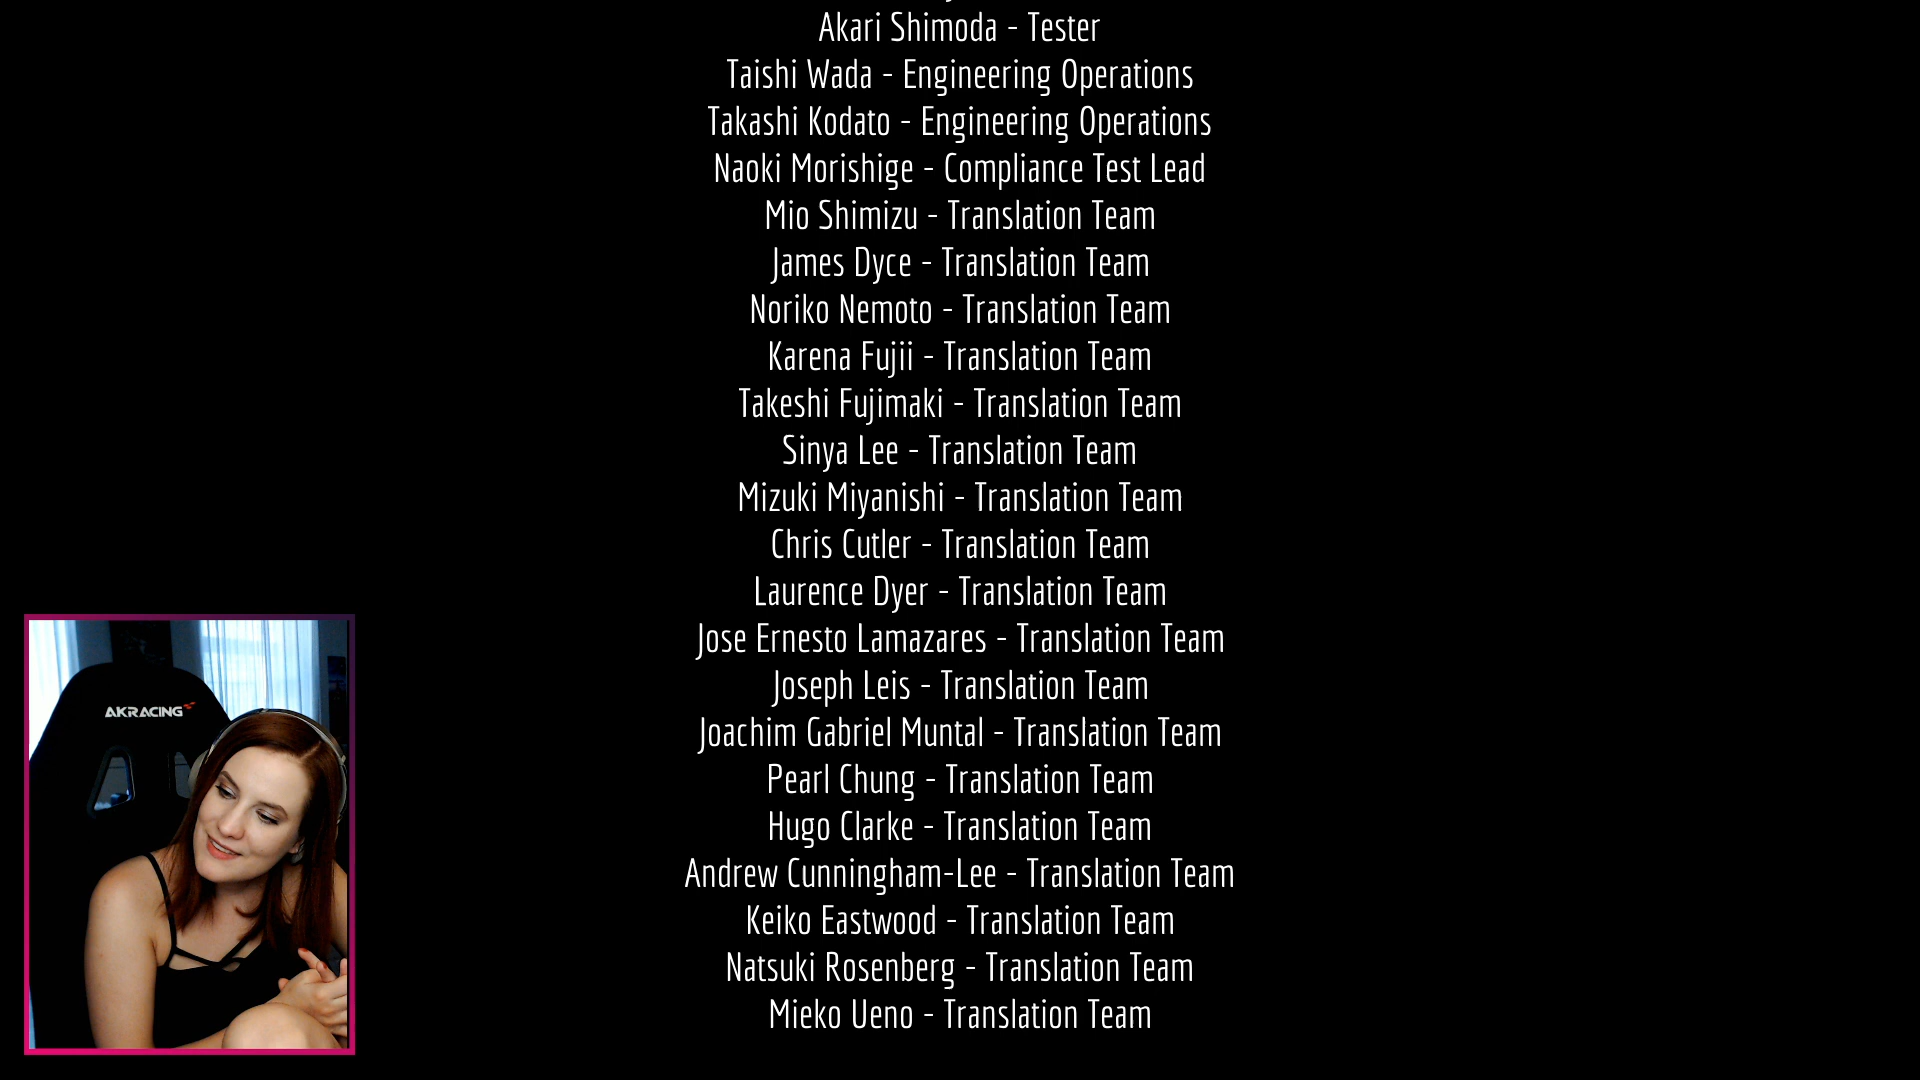 Akari Shimoda - Tester
Taishi Wada - Engineering Operations
Takashi Kodato - Engineering Operations
Naoki Morishige - Compliance Test Lead
Mio Shimizu - Translation Team
James Dyce - Translation Team
Noriko Nemoto - Translation Team
Karena Fujii - Translation Team
Takeshi Fujimaki - Translation Team
Sinya Lee - Translation Team
Mizuki Miyanishi - Translation Team
Chris Cutler - Translation Team
Laurence Dyer - Translation Team
Jose Ernesto Lamazares - Translation Team
Joseph Leis - Translation Team
Joachim Gabriel Muntal - Translation Team
Pearl Chung - Translation Team
Hugo Clarke - Translation Team
Andrew Cunningham-Lee - Translation Team
Keiko Eastwood - Translation Team
Natsuki Rosenberg - Translation Team
Mieko Ueno - Translation Team
AKRACING